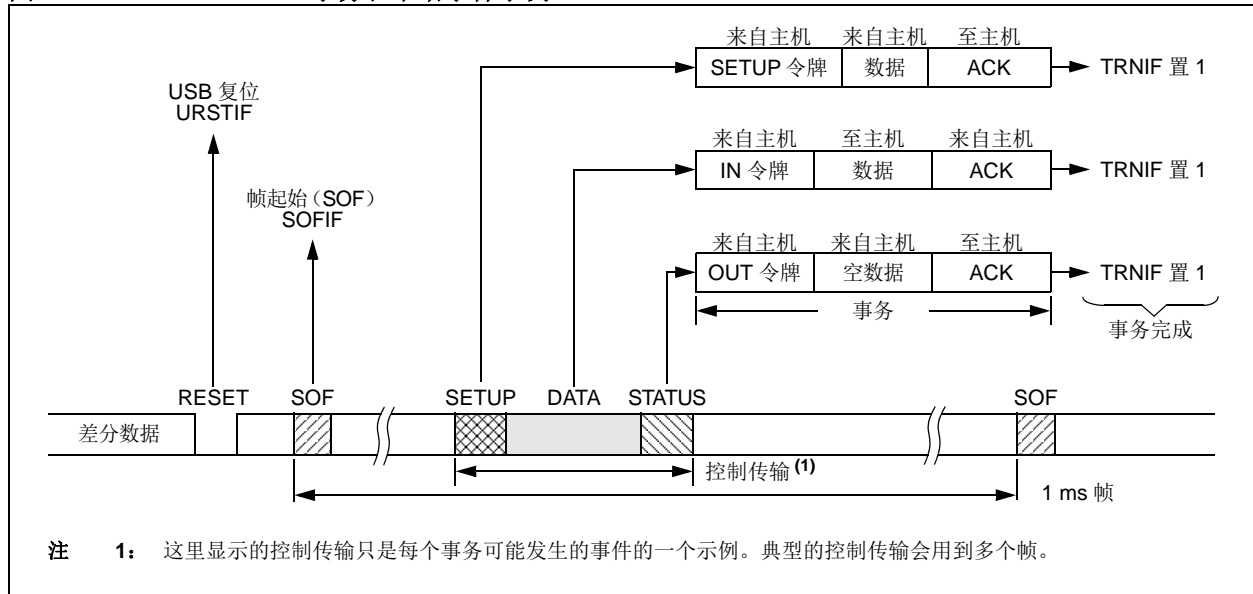 来自主机 来自主机 至主机
SETUP 令牌 数据 ACK TRNIF 置 1
USB 复位
URSTIF
来自主机 至主机 来自主机
IN 令牌 数据 ACK TRNIF 置 1
帧起始（SOF）
SOFIF
来自主机 来自主机 至主机
OUT 令牌 空数据 ACK TRNIF 置 1
事务
事务完成
RESET SOF SETUP DATA STATUS SOF
差分数据
控制传输 (1)
1 ms 帧
注 1： 这里显示的控制传输只是每个事务可能发生的事件的一个示例。典型的控制传输会用到多个帧。